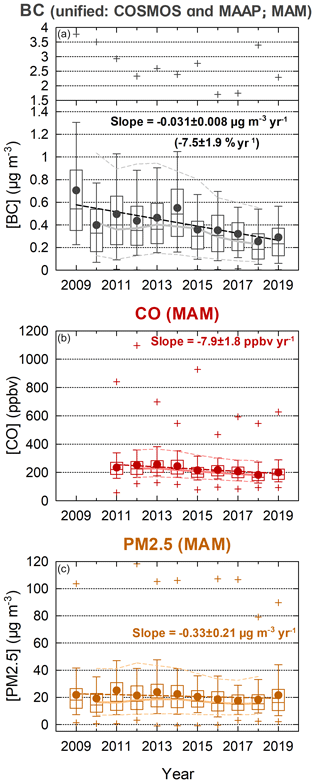 BC (unified: COSMOS and MAAP; MAM)
4
3.5
3
2.5
2
1.5
(a)
Slope = -0.031±0.008 µg m-3 yr-1
(-7.5±1.9 % yr-1)
[BC] (µg m-3)
1
0.8
0.6
0.4
0.2
0
2009 2011 2013 2015 2017 2019
CO (MAM)
(b)
Slope = -7.9±1.8 ppbv yr-1
[CO] (ppbv)
1200
1000
800
600
400
200
0
2009 2011 2013 2015 2017 2019
PM2.5 (MAM)
(c)
Slope = -0.33±0.21 µg m-3 yr-1
[PM2.5] (µg m-3)
120
100
80
60
40
20
0
2009 2011 2013 2015 2017 2019
Year